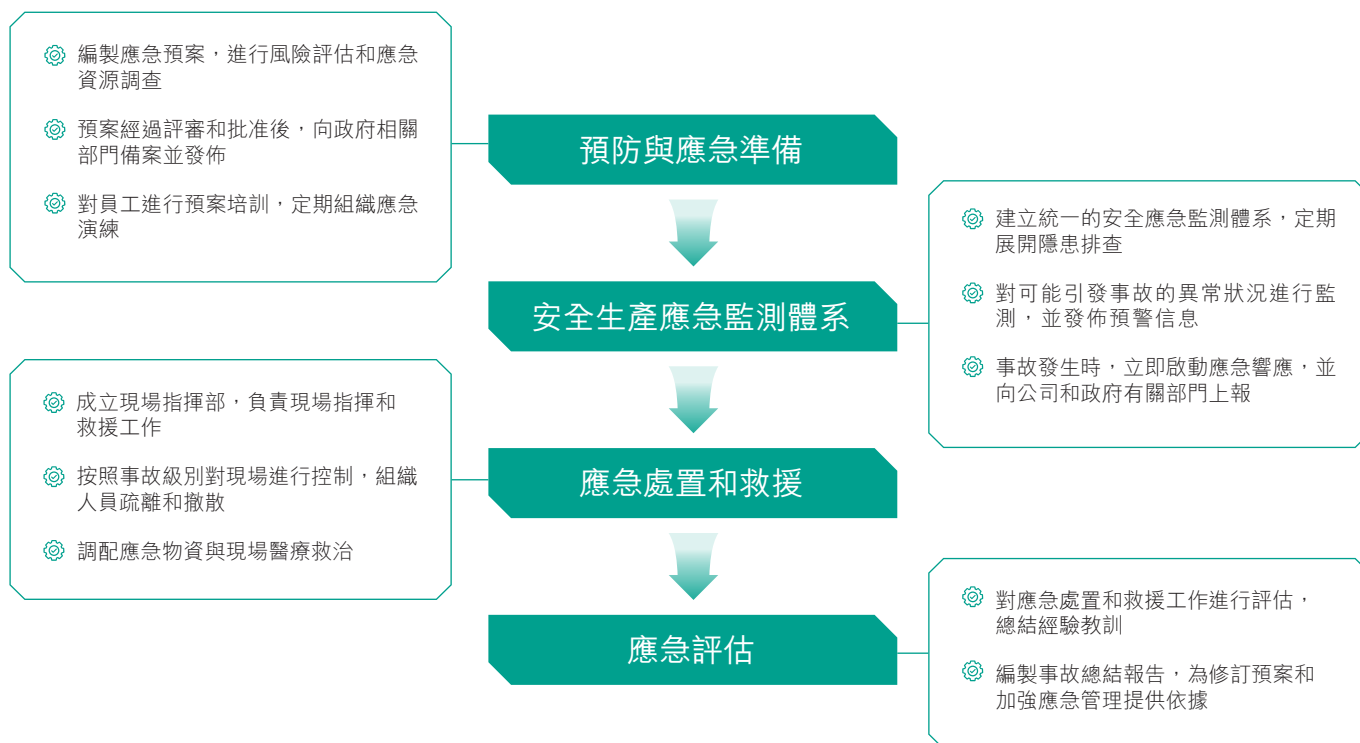 編製應急預案，進行風險評估和應急
資源調查
預案經過評審和批准後，向政府相關
部門備案並發佈
對員工進行預案培訓，定期組織應急
演練
預防與應急準備
安全生產應急監測體系
建立統一的安全應急監測體系，定期
展開隱患排查
對可能引發事故的異常狀況進行監
測，並發佈預警信息
事故發生時，立即啟動應急響應，並
向公司和政府有關部門上報
成立現場指揮部，負責現場指揮和
救援工作
按照事故級別對現場進行控制，組織
人員疏離和撤散
調配應急物資與現場醫療救治
應急處置和救援
應急評估
對應急處置和救援工作進行評估，
總結經驗教訓
編製事故總結報告，為修訂預案和
加強應急管理提供依據